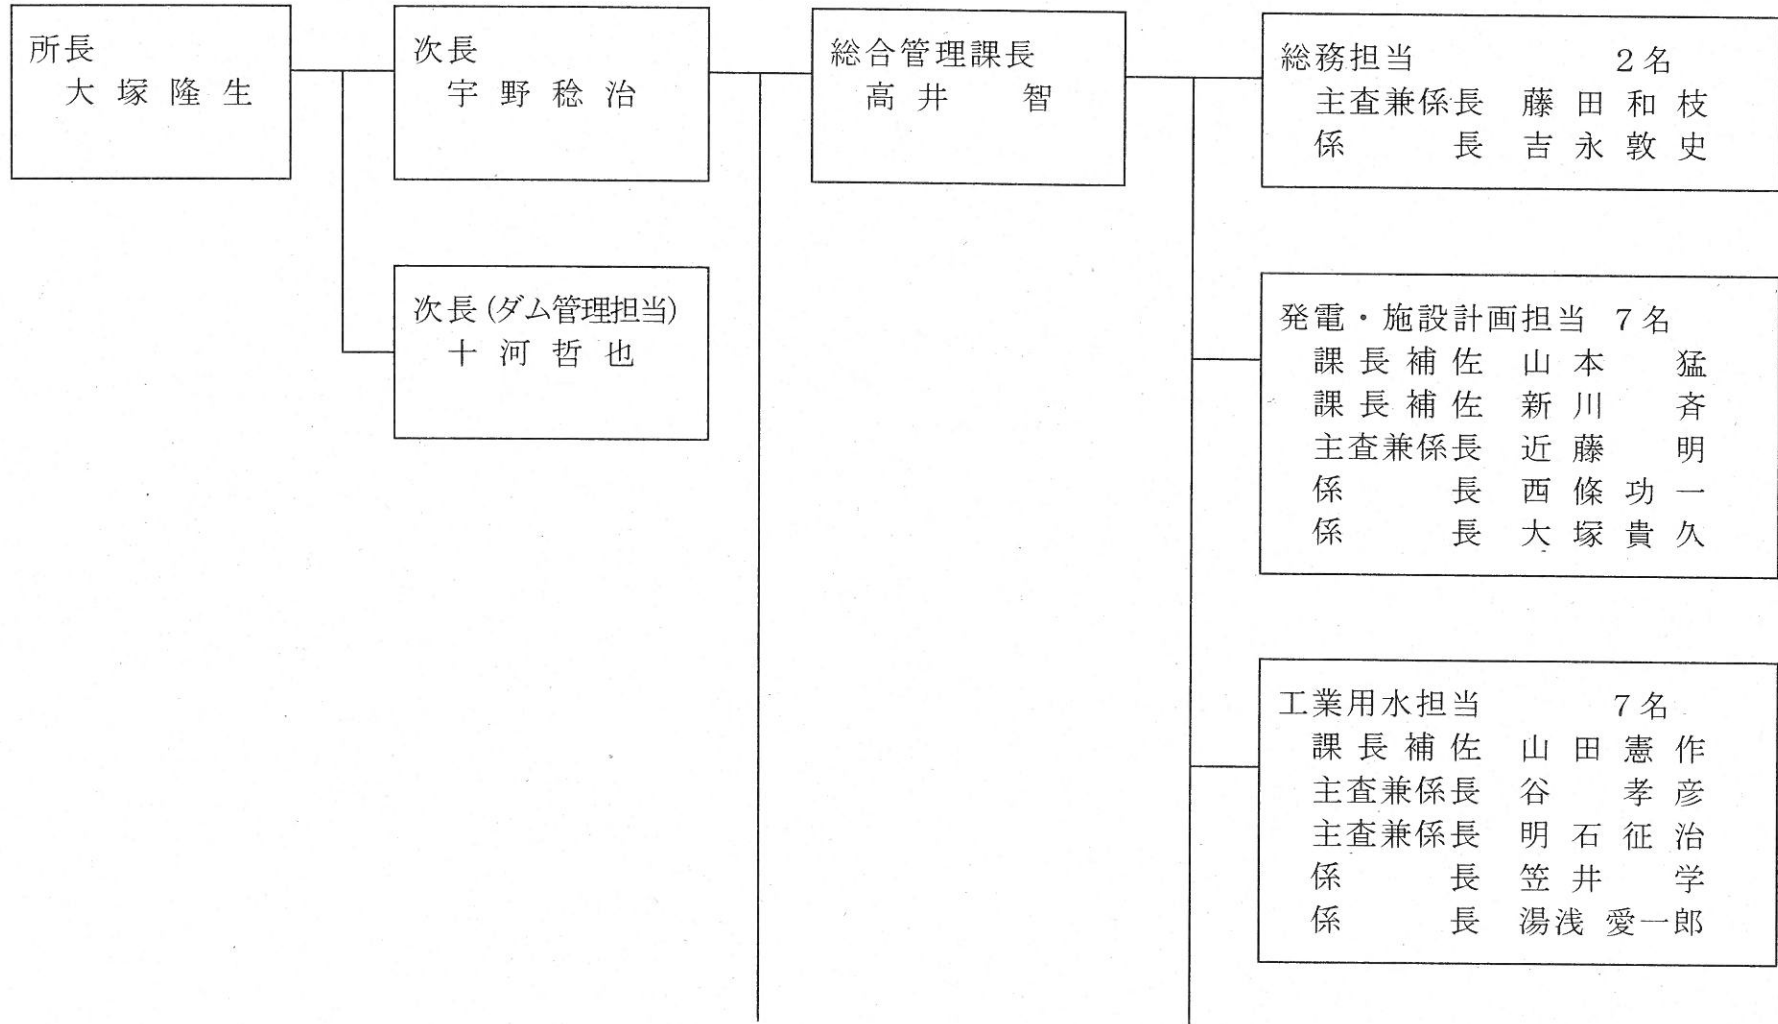 所長
大塚隆生
次長
宇野稔治
次長(ダム管理担当)
十河哲也
総合管理課長
高井　智
総務担当　2名
主査兼係長　藤田和枝
係長　吉永敦史
発電・施設計画担当　7名
課長補佐　山本　猛
課長補佐　新川　斉
主査兼係長　近藤　明
係長　西條功一
係長　大塚貴久
工業用水担当　7名
課長補佐　山田憲作
主査兼係長　谷　孝彦
主査兼係長　明石征治
係長　笠井　学
係長　湯浅愛一郎